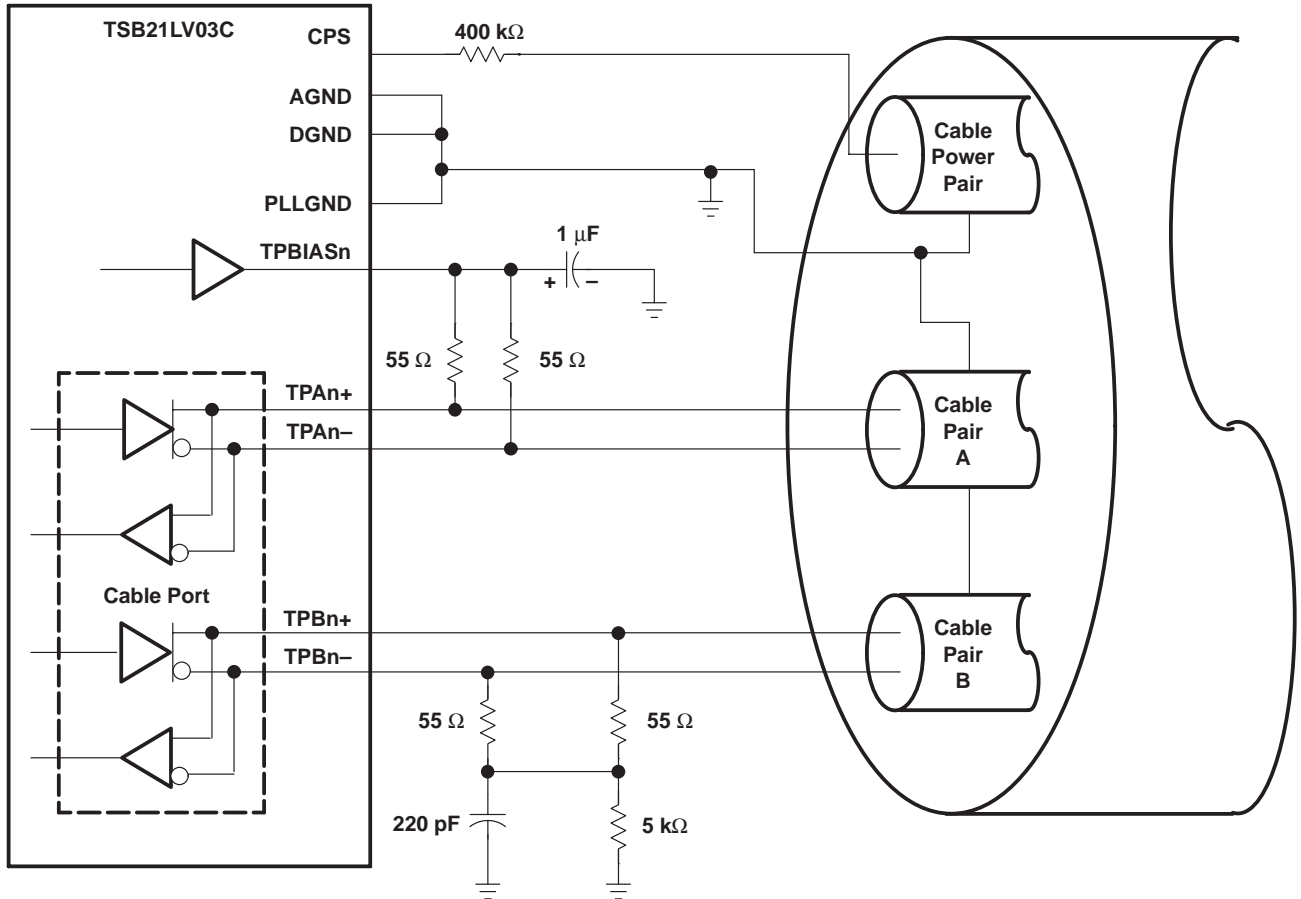 TSB21LV03C
CPS
400 kΩ
AGND
DGND
PLLGND
Cable
Power
Pair
TPBIASn
1 μF
+ –
55 Ω
55 Ω
TPAn+
TPAn–
Cable
Pair
A
Cable Port
TPBn+
TPBn–
Cable
Pair
B
55 Ω
55 Ω
220 pF
5 kΩ